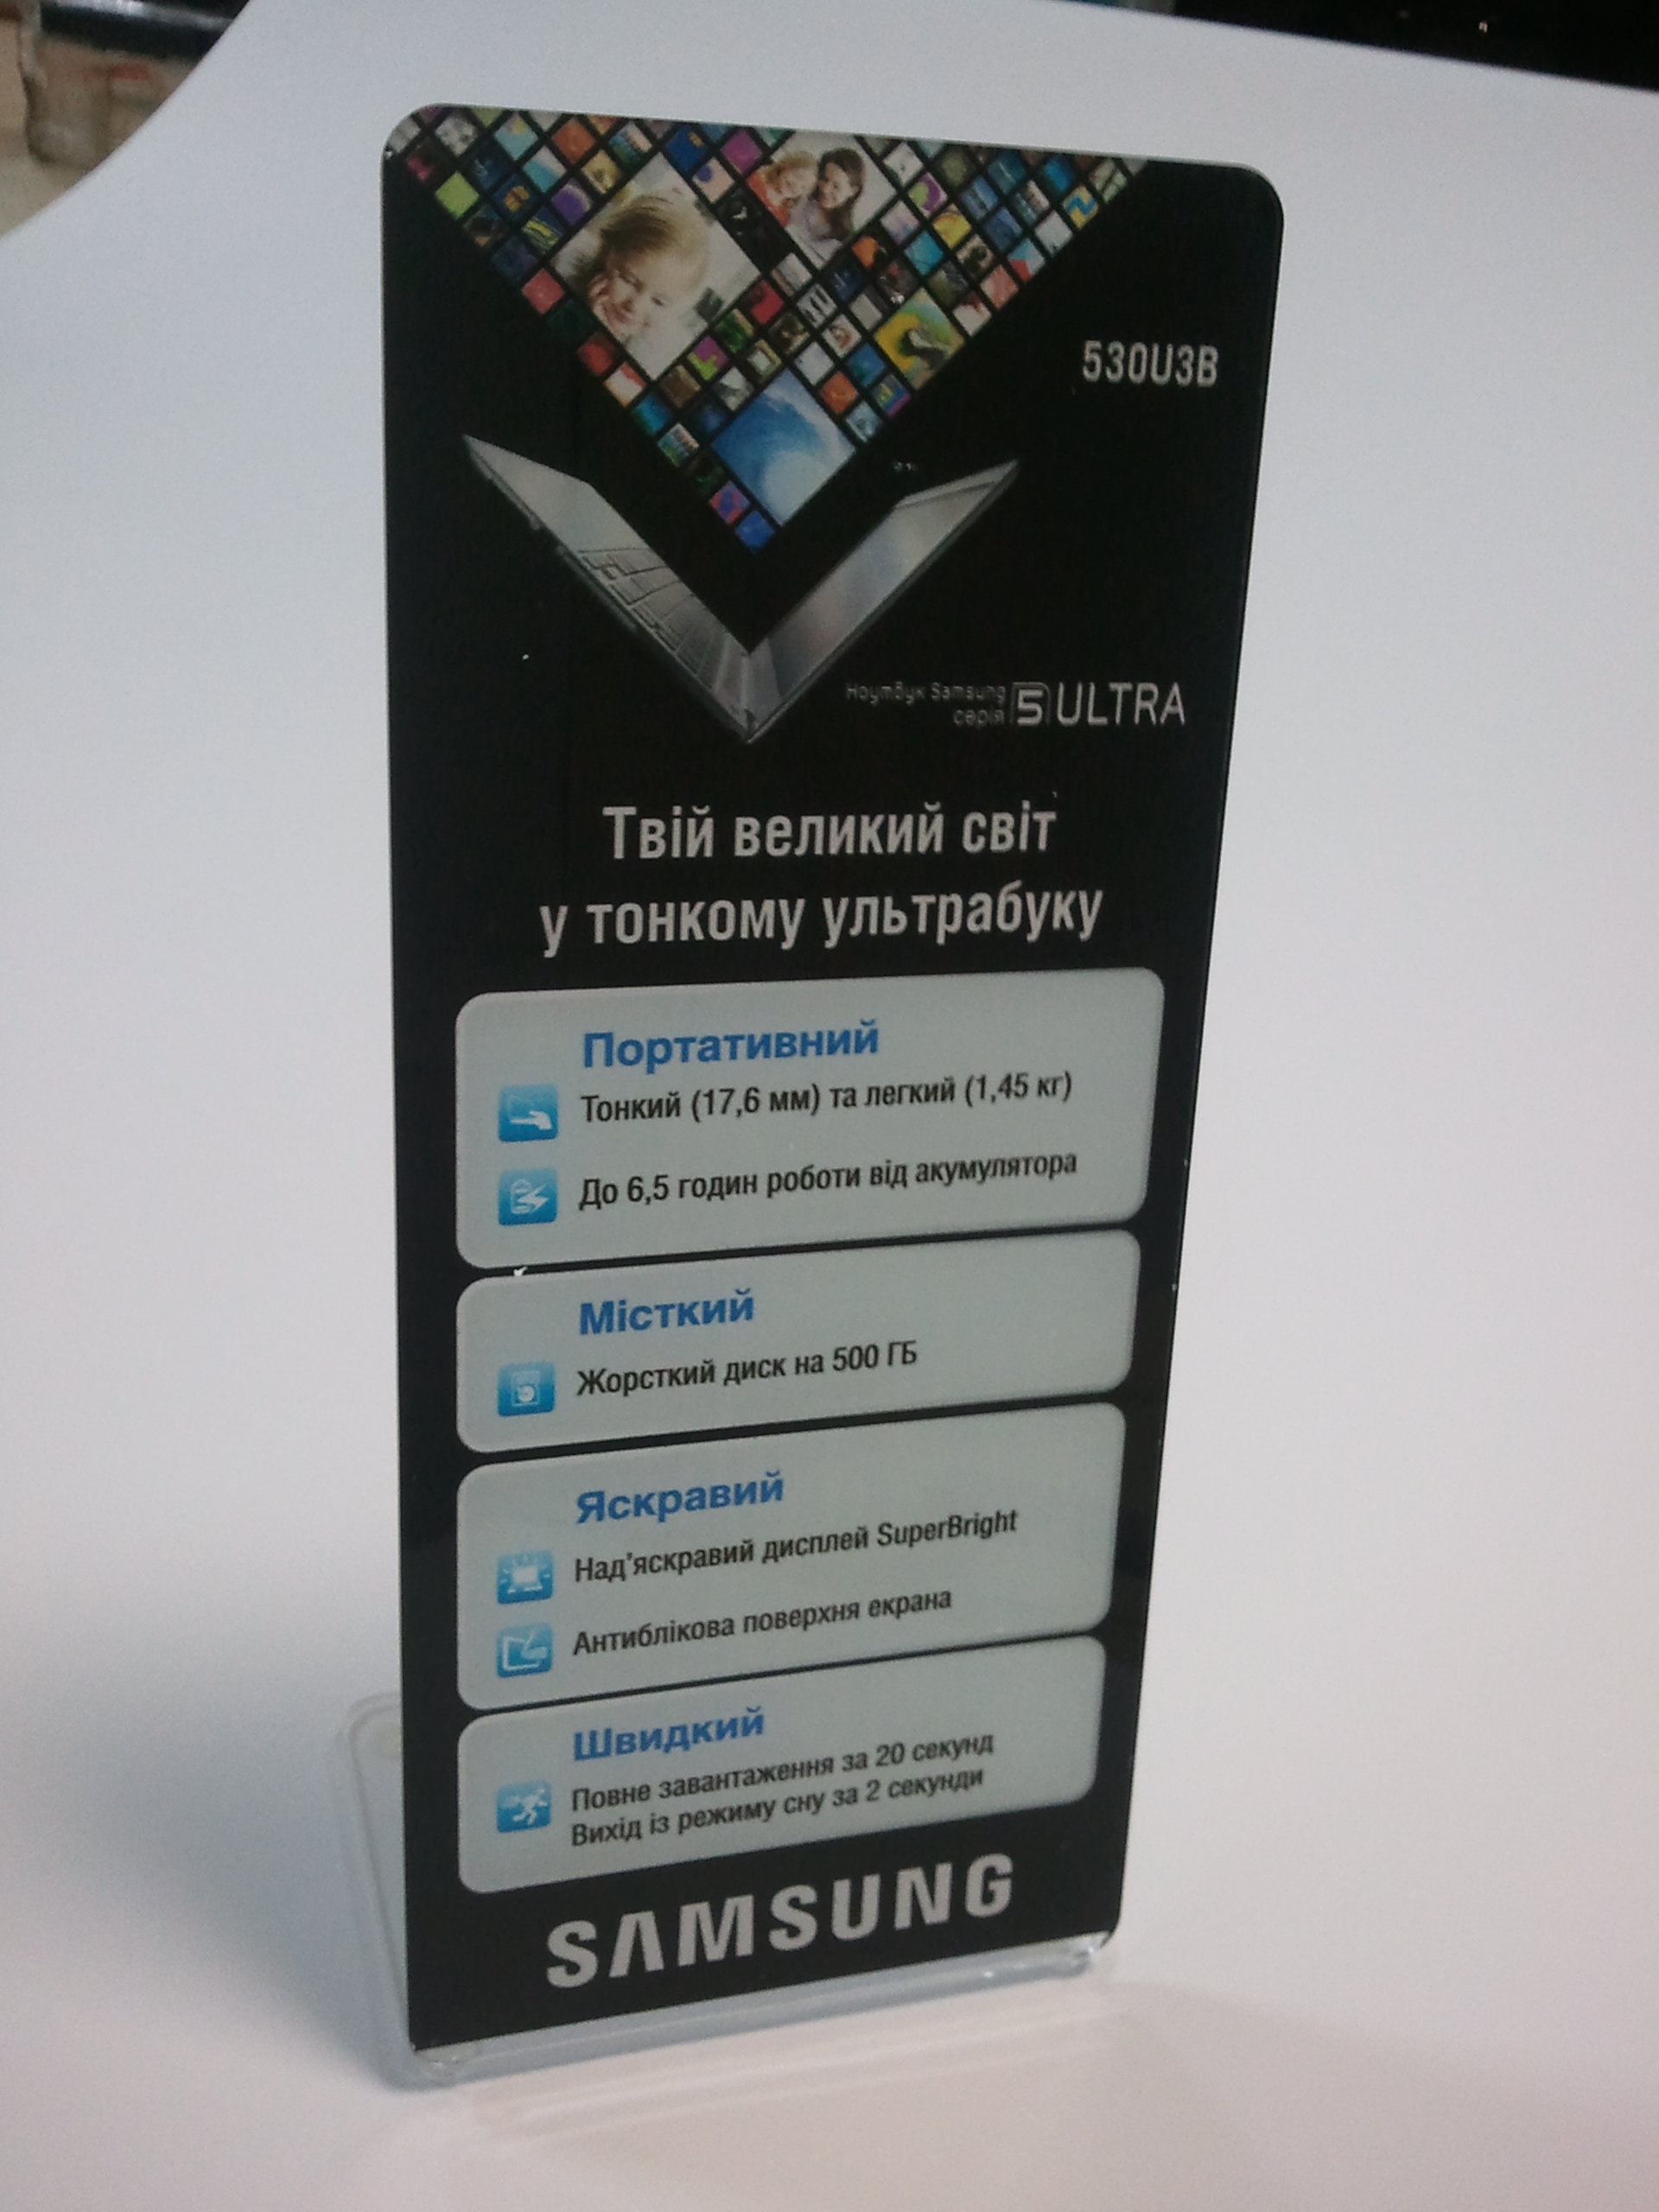 530U3B
Ноутбук Samsung
серія 5 ULTRA
Твій великий світ
у тонкому ультрабуку
Портативний
Тонкий (17,6 мм) та легкий (1,45 кг)
До 6,5 годин роботи від акумулятора
Місткий
Жорсткий диск на 500 ГБ
Яскравий
Над'яскравий дисплей SuperBright
Антиблікова поверхня екрана
Швидкий
Повне завантаження за 20 секунд
Вихід із режиму сну за 2 секунди
SAMSUNG